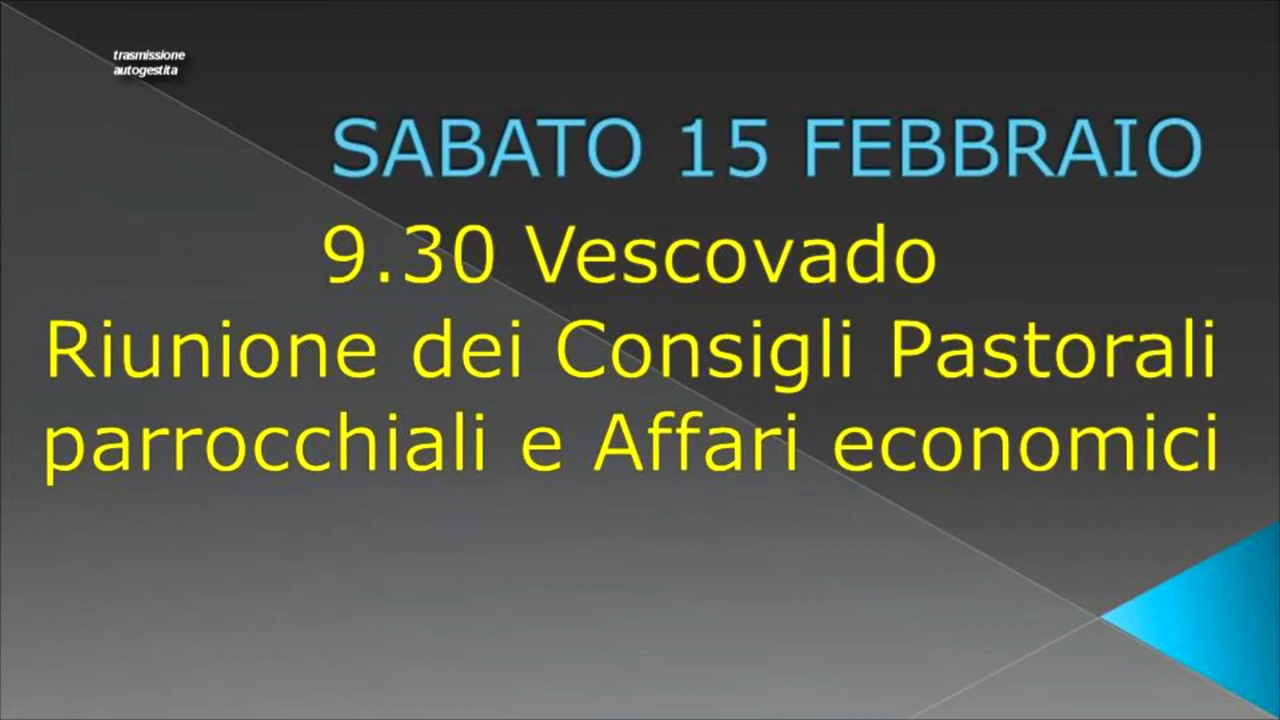 trasmissione
autogestita
SABATO 15 FEBBRAIO
9.30 Vescovado
Riunione dei Consigli Pastorali
parrocchiali e Affari economici